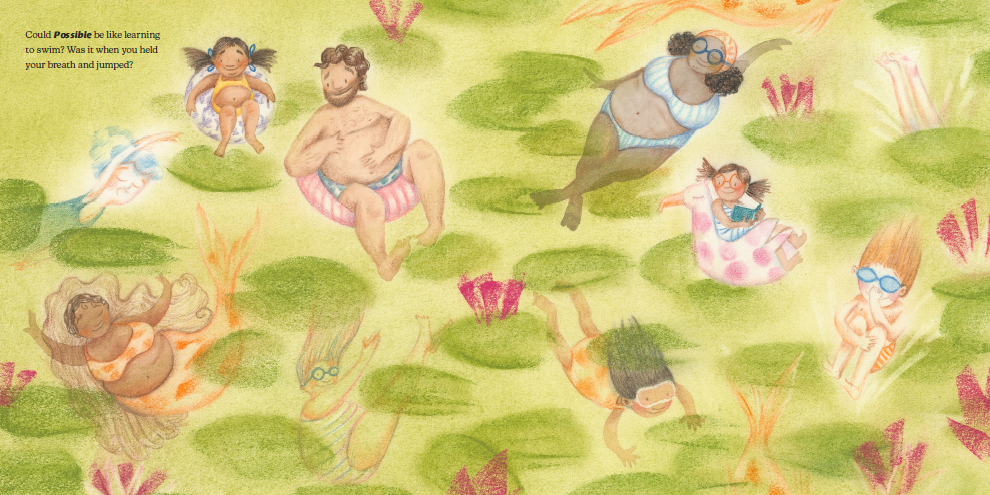 Could Possible be like learning
to swim? Was it when you held
your breath and jumped?